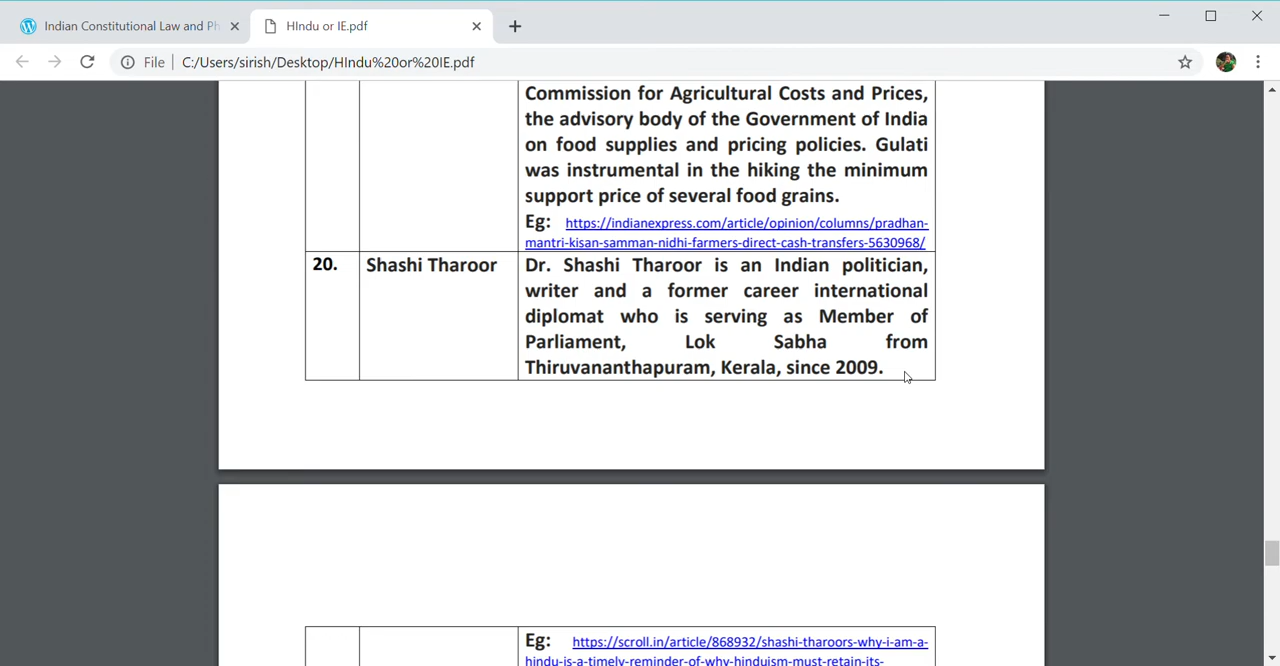 Indian Constitutional Law and Ph
HIndu or IE.pdf
File
C:/Users/sirish/Desktop/HIndu%20or%20IE.pdf
Commission for Agricultural Costs and Prices,
the advisory body of the Government of India
on food supplies and pricing policies. Gulati
was instrumental in the hiking the minimum
support price of several food grains.
Eg: https://indianexpress.com/article/opinion/columns/pradhan-
mantri-kisan-samman-nidhi-farmers-direct-cash-transfers-5630968/
20.
Shashi Tharoor
Dr. Shashi Tharoor is an Indian politician,
writer and a former career international
diplomat who is serving as Member of
Parliament, Lok Sabha from
Thiruvananthapuram, Kerala, since 2009.
Eg: https://scroll.in/article/868932/shashi-tharoors-why-i-am-a-
hindu-is-a-timely-reminder-of-why-hinduism-must-retain-its-